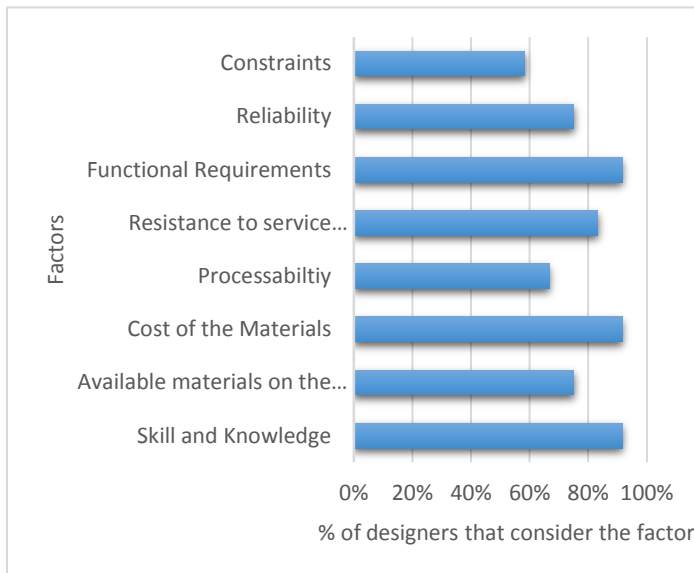 Constraints
Reliability
Functional Requirements
Resistance to service...
Processabiltiy
Cost of the Materials
Available materials on the...
Skill and Knowledge
Factors
0% 20% 40% 60% 80% 100%
% of designers that consider the factor